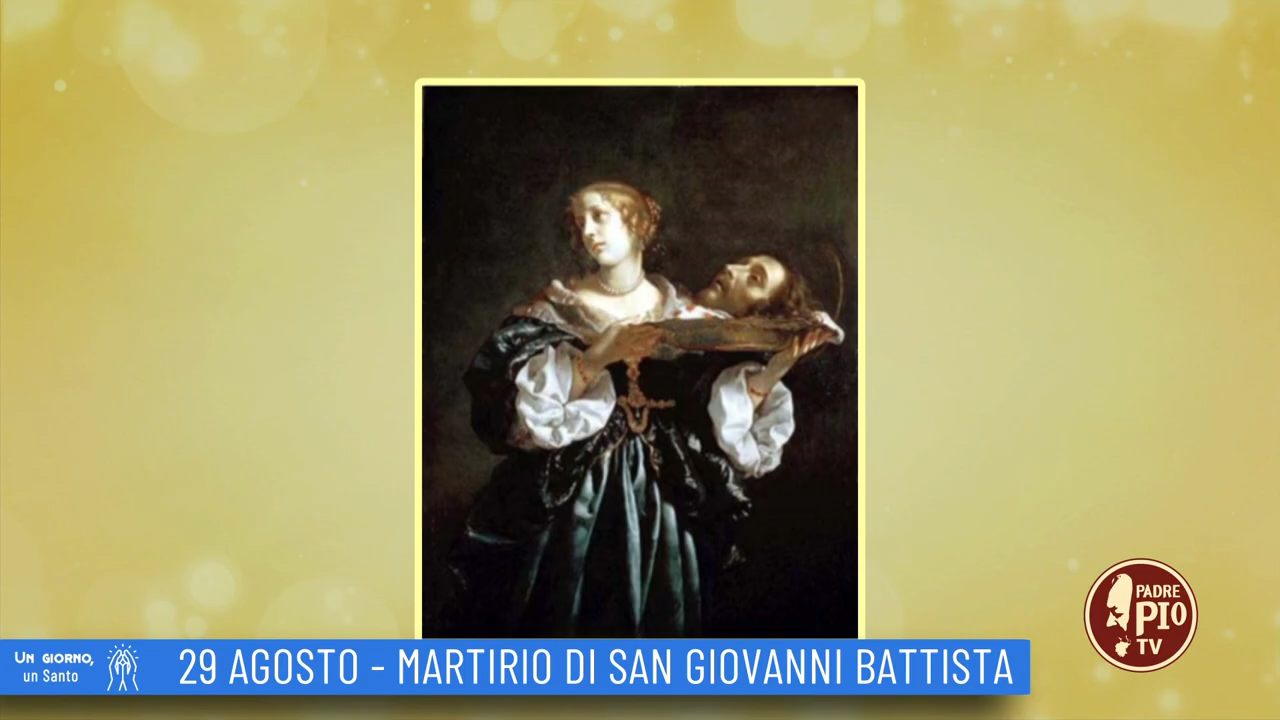 Un giorno,
un Santo
29 AGOSTO - MARTIRIO DI SAN GIOVANNI BATTISTA
PADRE
PIO
TV